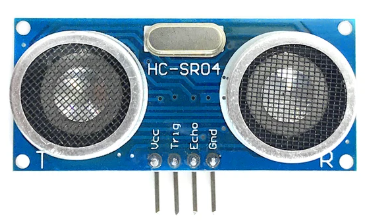 HC-SR04
Vcc
Trig
Echo
Gnd
T
R